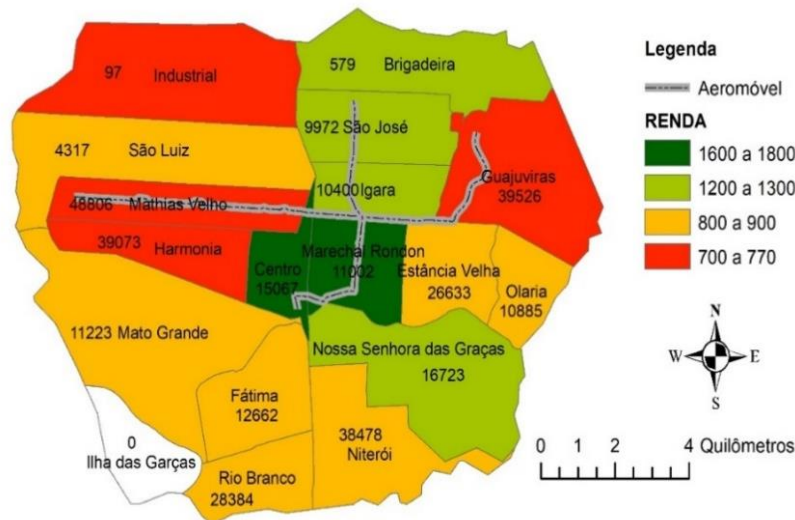 97 Industrial
579 Brigadeira
9972 São José
4317 São Luiz
10400 Igara
Guajuviras
39526
48806 Mathias Velho
39073 Harmonia
Centro
15067
Marechal Rondon
11002
Estância Velha
26633
Olaria
10885
11223 Mato Grande
Nossa Senhora das Graças
16723
Fátima
12662
0
Ilha das Garças
38478
Niterói
Rio Branco
28384
Legenda
Aeromóvel
RENDA
1600 a 1800
1200 a 1300
800 a 900
700 a 770
N
W E
S
0 1 2 4 Quilômetros